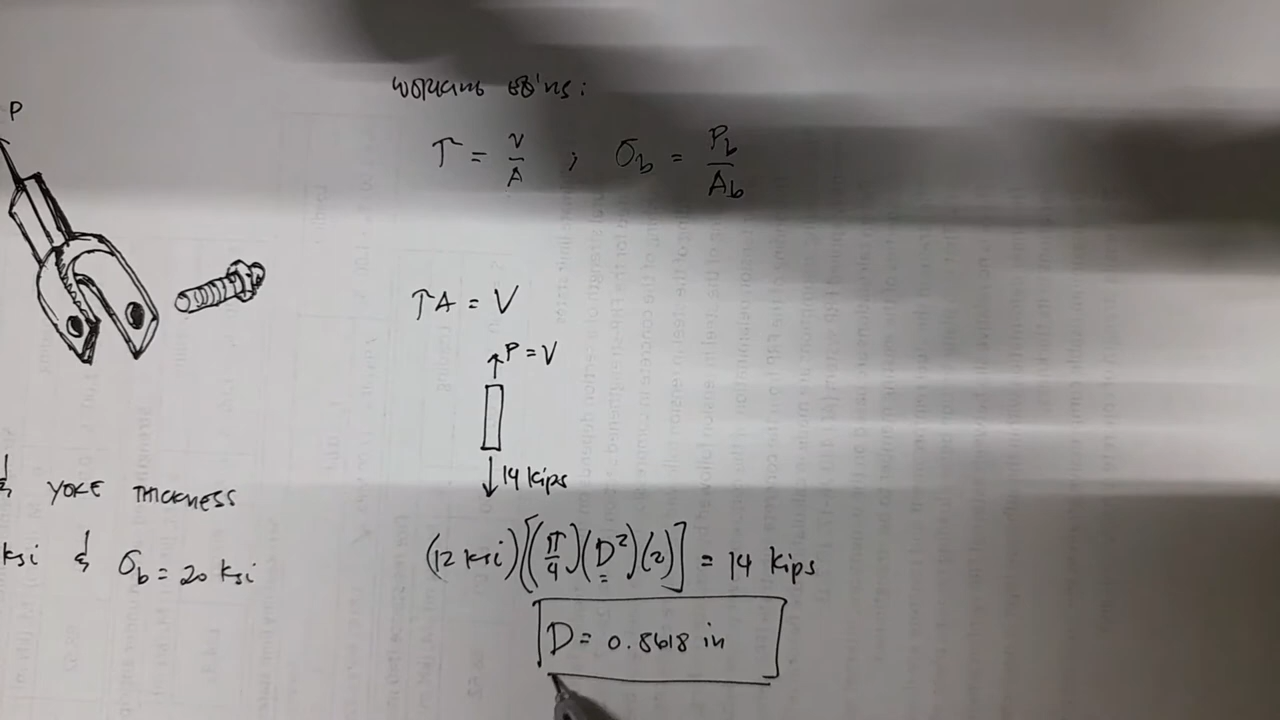 WORKING EQ'NS:
P
τ = V/A ; σb = Pb/Ab
τA = V
P = V
14 kips
& YOKE THICKNESS
ksi & σb = 20 ksi
(12 ksi)[(π/4)(D²)(2)] = 14 kips
D = 0.8618 in